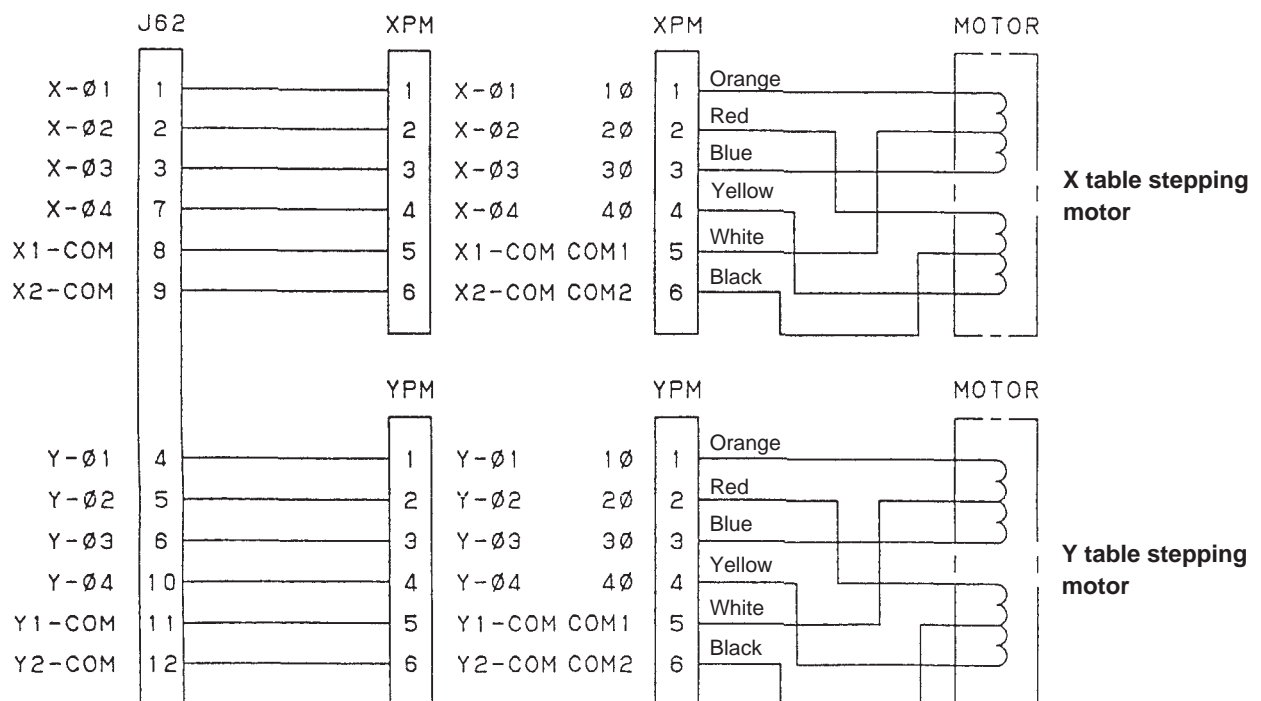 J62 XPM XPM MOTOR
X-Ø1 1 1 X-Ø1 1Ø 1 Orange
X-Ø2 2 2 X-Ø2 2Ø 2 Red
X-Ø3 3 3 X-Ø3 3Ø 3 Blue
X-Ø4 7 4 X-Ø4 4Ø 4 Yellow
X1-COM 8 5 X1-COM COM1 5 White
X2-COM 9 6 X2-COM COM2 6 Black
X table stepping
motor
YPM YPM MOTOR
Y-Ø1 4 1 Y-Ø1 1Ø 1 Orange
Y-Ø2 5 2 Y-Ø2 2Ø 2 Red
Y-Ø3 6 3 Y-Ø3 3Ø 3 Blue
Y-Ø4 10 4 Y-Ø4 4Ø 4 Yellow
Y1-COM 11 5 Y1-COM COM1 5 White
Y2-COM 12 6 Y2-COM COM2 6 Black
Y table stepping
motor